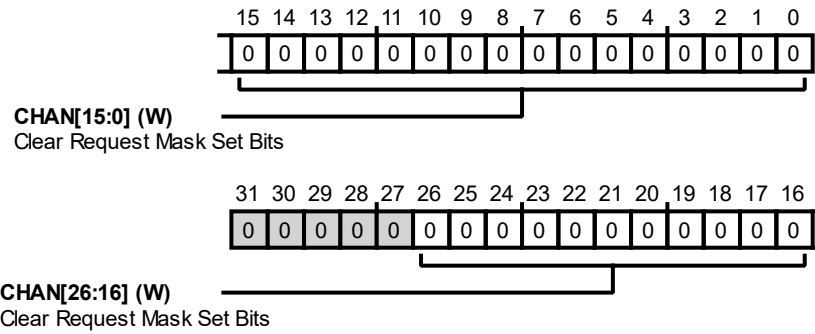 15 14 13 12 11 10 9 8 7 6 5 4 3 2 1 0
0 0 0 0 0 0 0 0 0 0 0 0 0 0 0 0
CHAN[15:0] (W)
Clear Request Mask Set Bits
31 30 29 28 27 26 25 24 23 22 21 20 19 18 17 16
0 0 0 0 0 0 0 0 0 0 0 0 0 0 0 0
CHAN[26:16] (W)
Clear Request Mask Set Bits